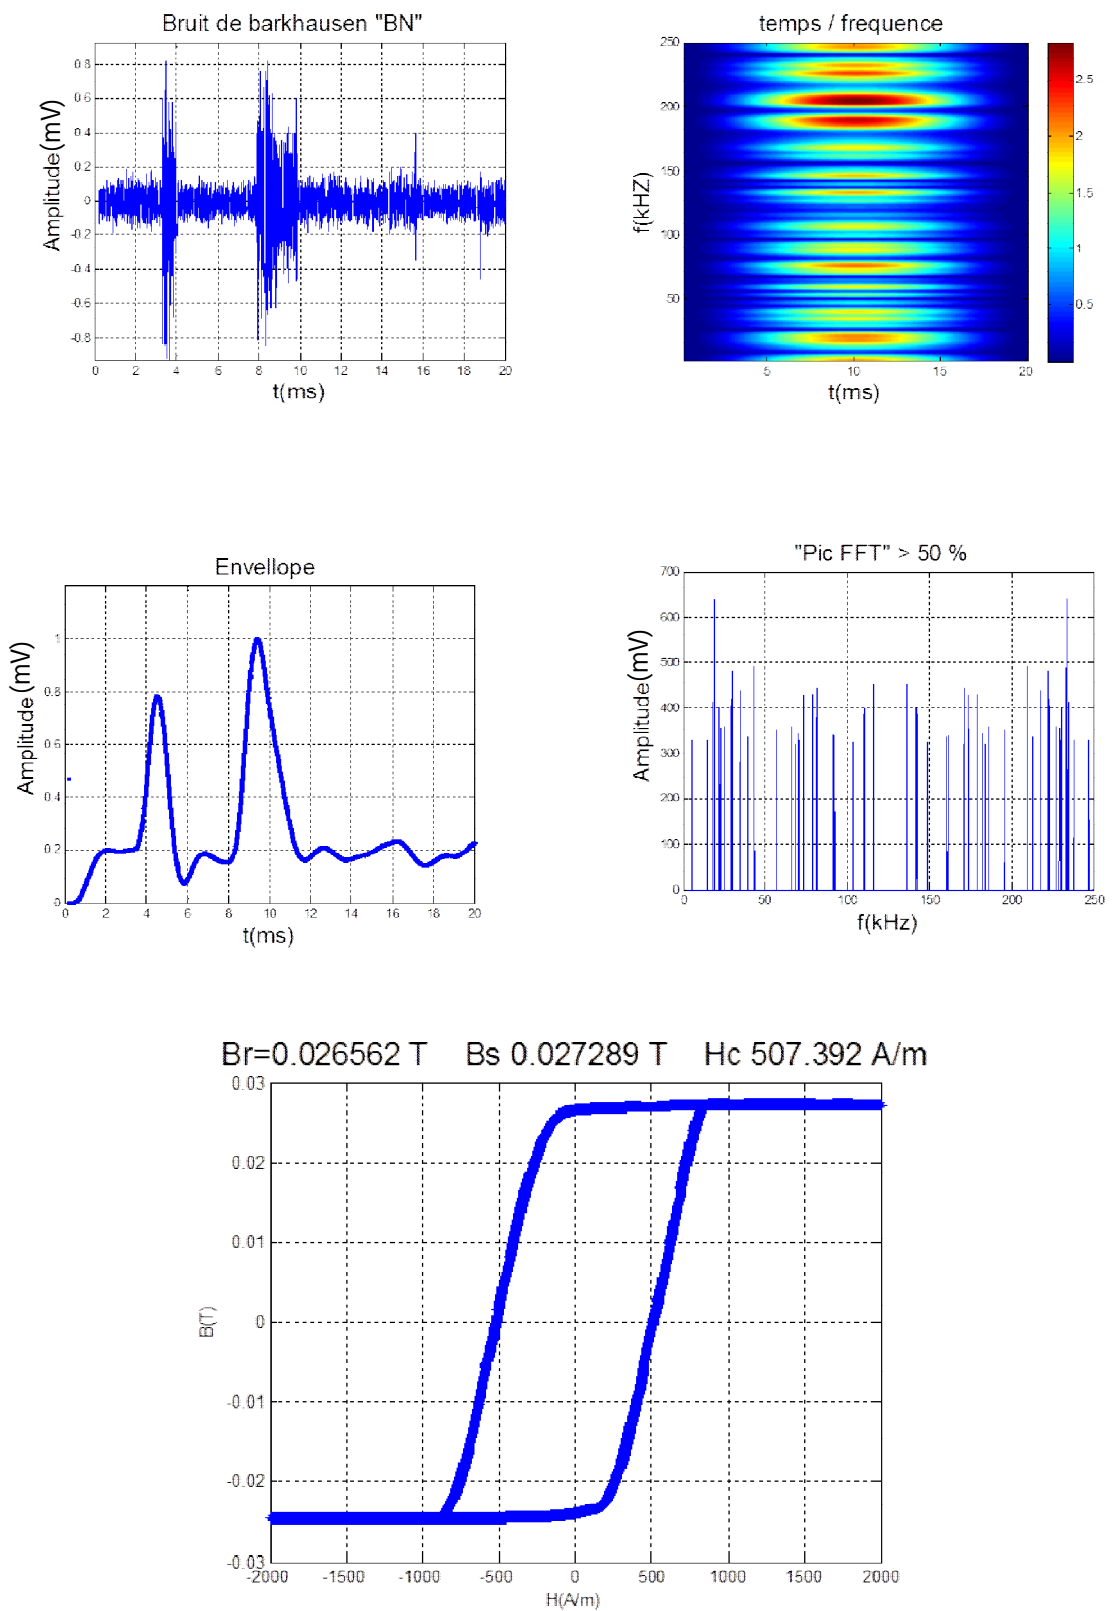 Bruit de barkhausen "BN"
Amplitude(mV)
0.8
0.6
0.4
0.2
0
-0.2
-0.4
-0.6
-0.8
0 2 4 6 8 10 12 14 16 18 20
t(ms)
temps / frequence
f(kHZ)
250
200
150
100
50
5 10 15 20
t(ms)
2.5
2
1.5
1
0.5
Envellope
Amplitude(mV)
1
0.8
0.6
0.4
0.2
0
0 2 4 6 8 10 12 14 16 18 20
t(ms)
"Pic FFT" > 50 %
Amplitude(mV)
700
600
500
400
300
200
100
0
0 50 100 150 200 250
f(kHz)
Br=0.026562 T Bs 0.027289 T Hc 507.392 A/m
B(T)
0.03
0.02
0.01
0
-0.01
-0.02
-0.03
-2000 -1500 -1000 -500 0 500 1000 1500 2000
H(A/m)